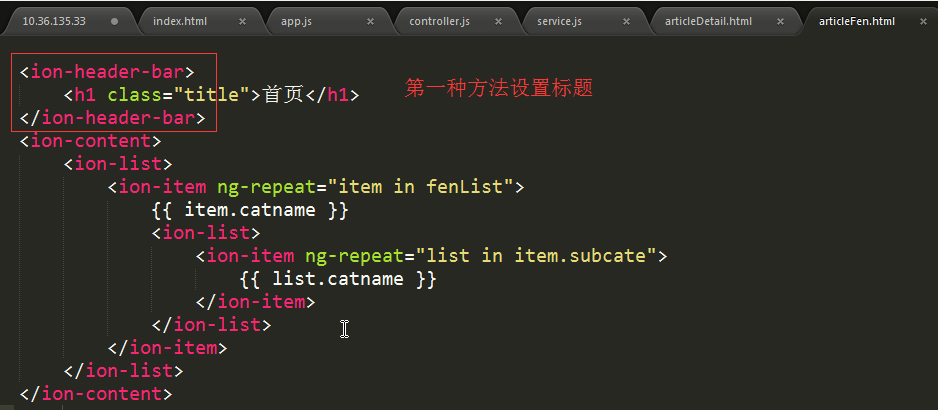 10.36.135.33 index.html × app.js × controller.js × service.js × articleDetail.html × articleFen.html
<ion-header-bar>
<h1 class="title">首页</h1>
第一种方法设置标题
</ion-header-bar>
<ion-content>
<ion-list>
<ion-item ng-repeat="item in fenList">
{{ item.catname }}
<ion-list>
<ion-item ng-repeat="list in item.subcate">
{{ list.catname }}
</ion-item>
</ion-list>
</ion-item>
</ion-list>
</ion-content>